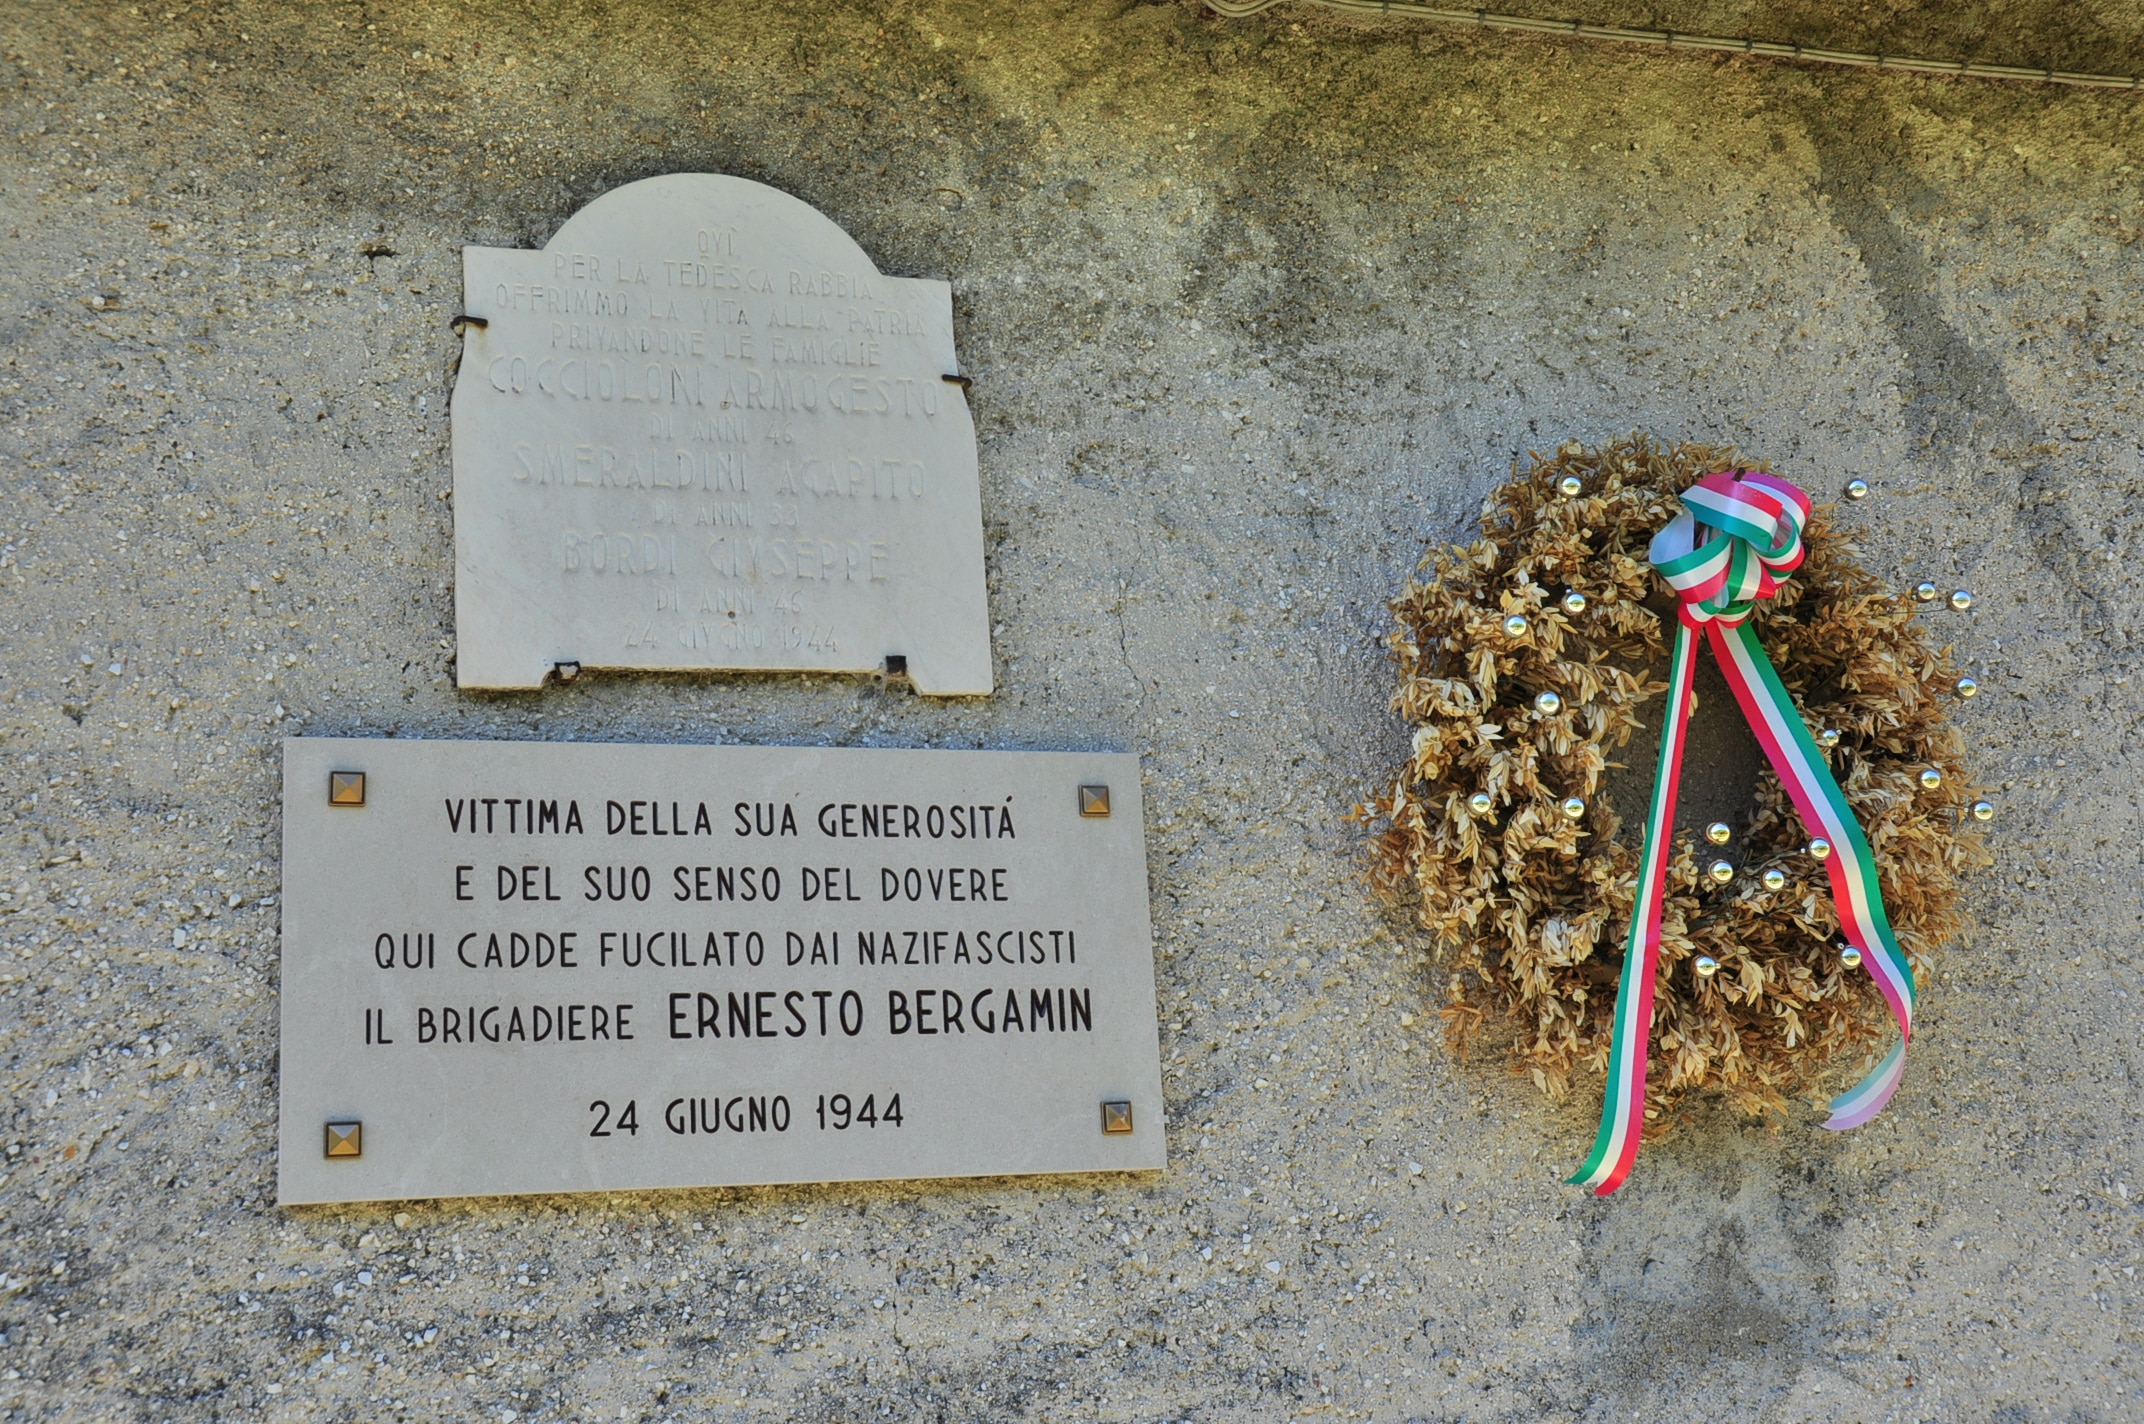 QVÌ
PER LA TEDESCA RABBIA
OFFRIMMO LA VITA ALLA PATRIA
PRIVANDONE LE FAMIGLIE
COCCIOLONI ARMOGESTO
DI ANNI 46
SMERALDINI AGAPITO
DI ANNI 33
BORDI GIVSEPPE
DI ANNI 46
24 GIVGNO 1944
VITTIMA DELLA SUA GENEROSITÁ
E DEL SUO SENSO DEL DOVERE
QUI CADDE FUCILATO DAI NAZIFASCISTI
IL BRIGADIERE ERNESTO BERGAMIN
24 GIUGNO 1944